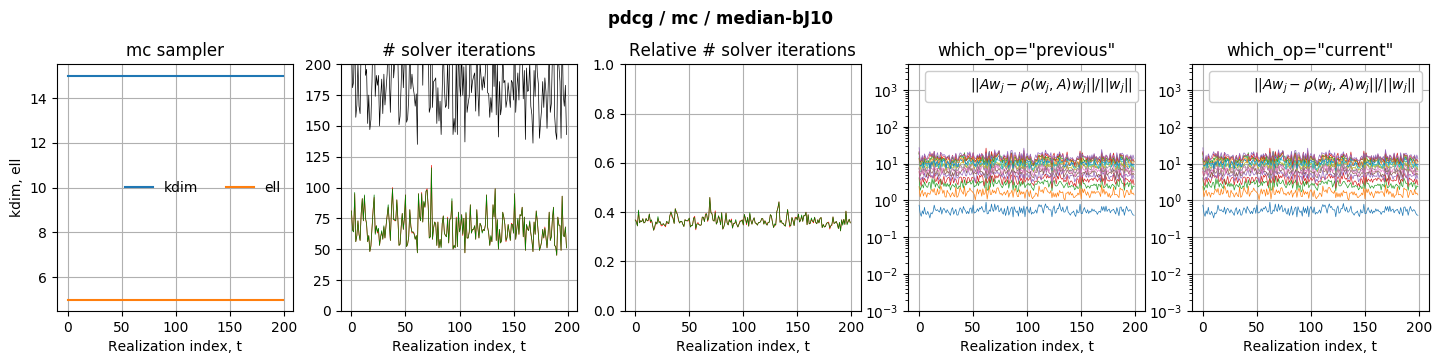 pdcg / mc / median-bJ10
mc sampler
kdim, ell
14
12
10
8
6
kdim
ell
0 50 100 150 200
Realization index, t
# solver iterations
200
175
150
125
100
75
50
25
0
0 50 100 150 200
Realization index, t
Relative # solver iterations
1.0
0.8
0.6
0.4
0.2
0.0
0 50 100 150 200
Realization index, t
which_op="previous"
||Aw_j − ρ(w_j, A)w_j||/||w_j||
10^3
10^2
10^1
10^0
10^−1
10^−2
10^−3
0 50 100 150 200
Realization index, t
which_op="current"
||Aw_j − ρ(w_j, A)w_j||/||w_j||
10^3
10^2
10^1
10^0
10^−1
10^−2
10^−3
0 50 100 150 200
Realization index, t